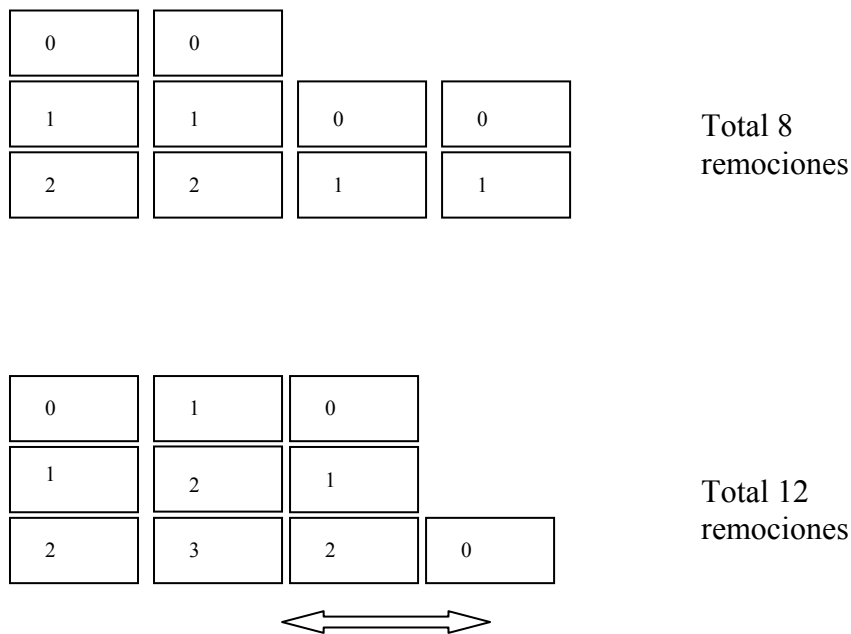 0 0
1 1 0 0
2 2 1 1
Total 8
remociones
0 1 0
1 2 1
2 3 2 0
Total 12
remociones